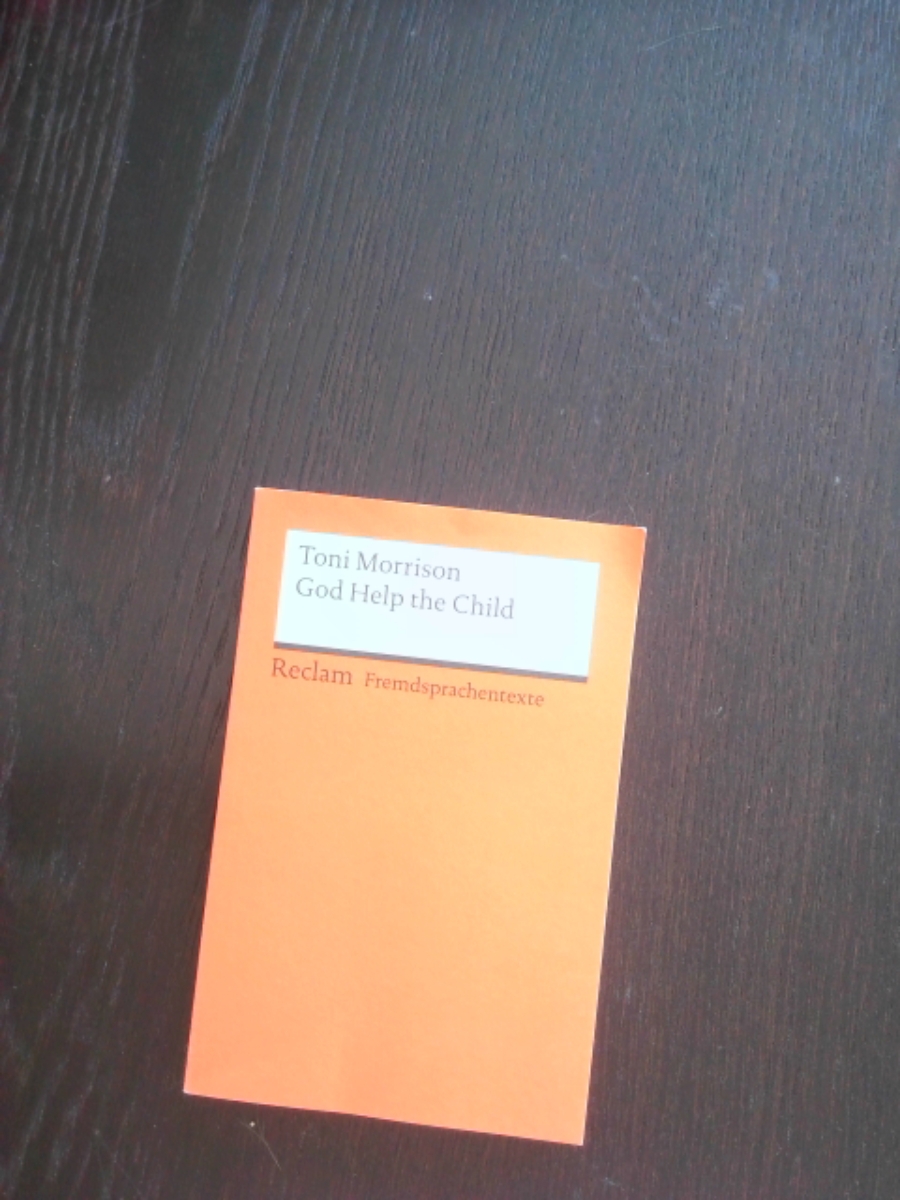 Toni Morrison
God Help the Child
Reclam Fremdsprachentexte